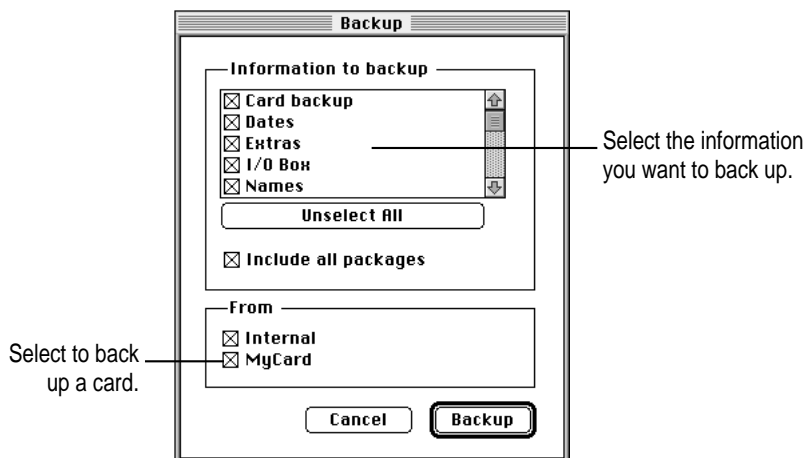 Backup
Information to backup
Card backup
Dates
Extras
I/O Box
Names
Select the information
you want to back up.
Unselect All
Include all packages
From
Internal
MyCard
Select to back
up a card.
Cancel
Backup